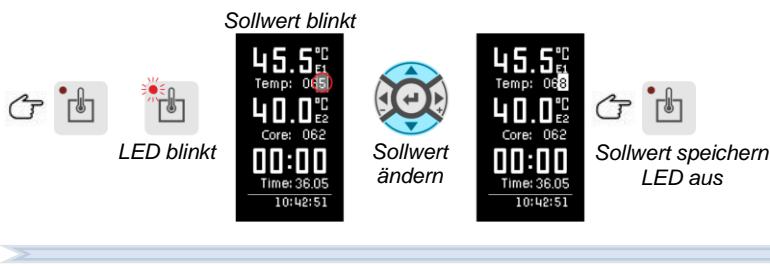 Sollwert blinkt
LED blinkt
45.5°C
E1
Temp: 065
40.0°C
E2
Core: 062
00:00
Time: 36.05
10:42:51
- +
Sollwert
ändern
45.5°C
E1
Temp: 068
40.0°C
E2
Core: 062
00:00
Time: 36.05
10:42:51
Sollwert speichern
LED aus